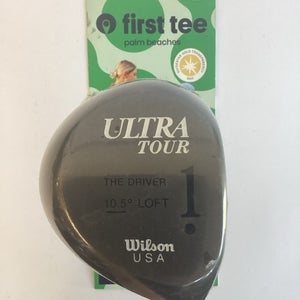 first tee
palm beaches
ULTRA
TOUR
THE DRIVER
10.5° LOFT
1
Wilson
USA